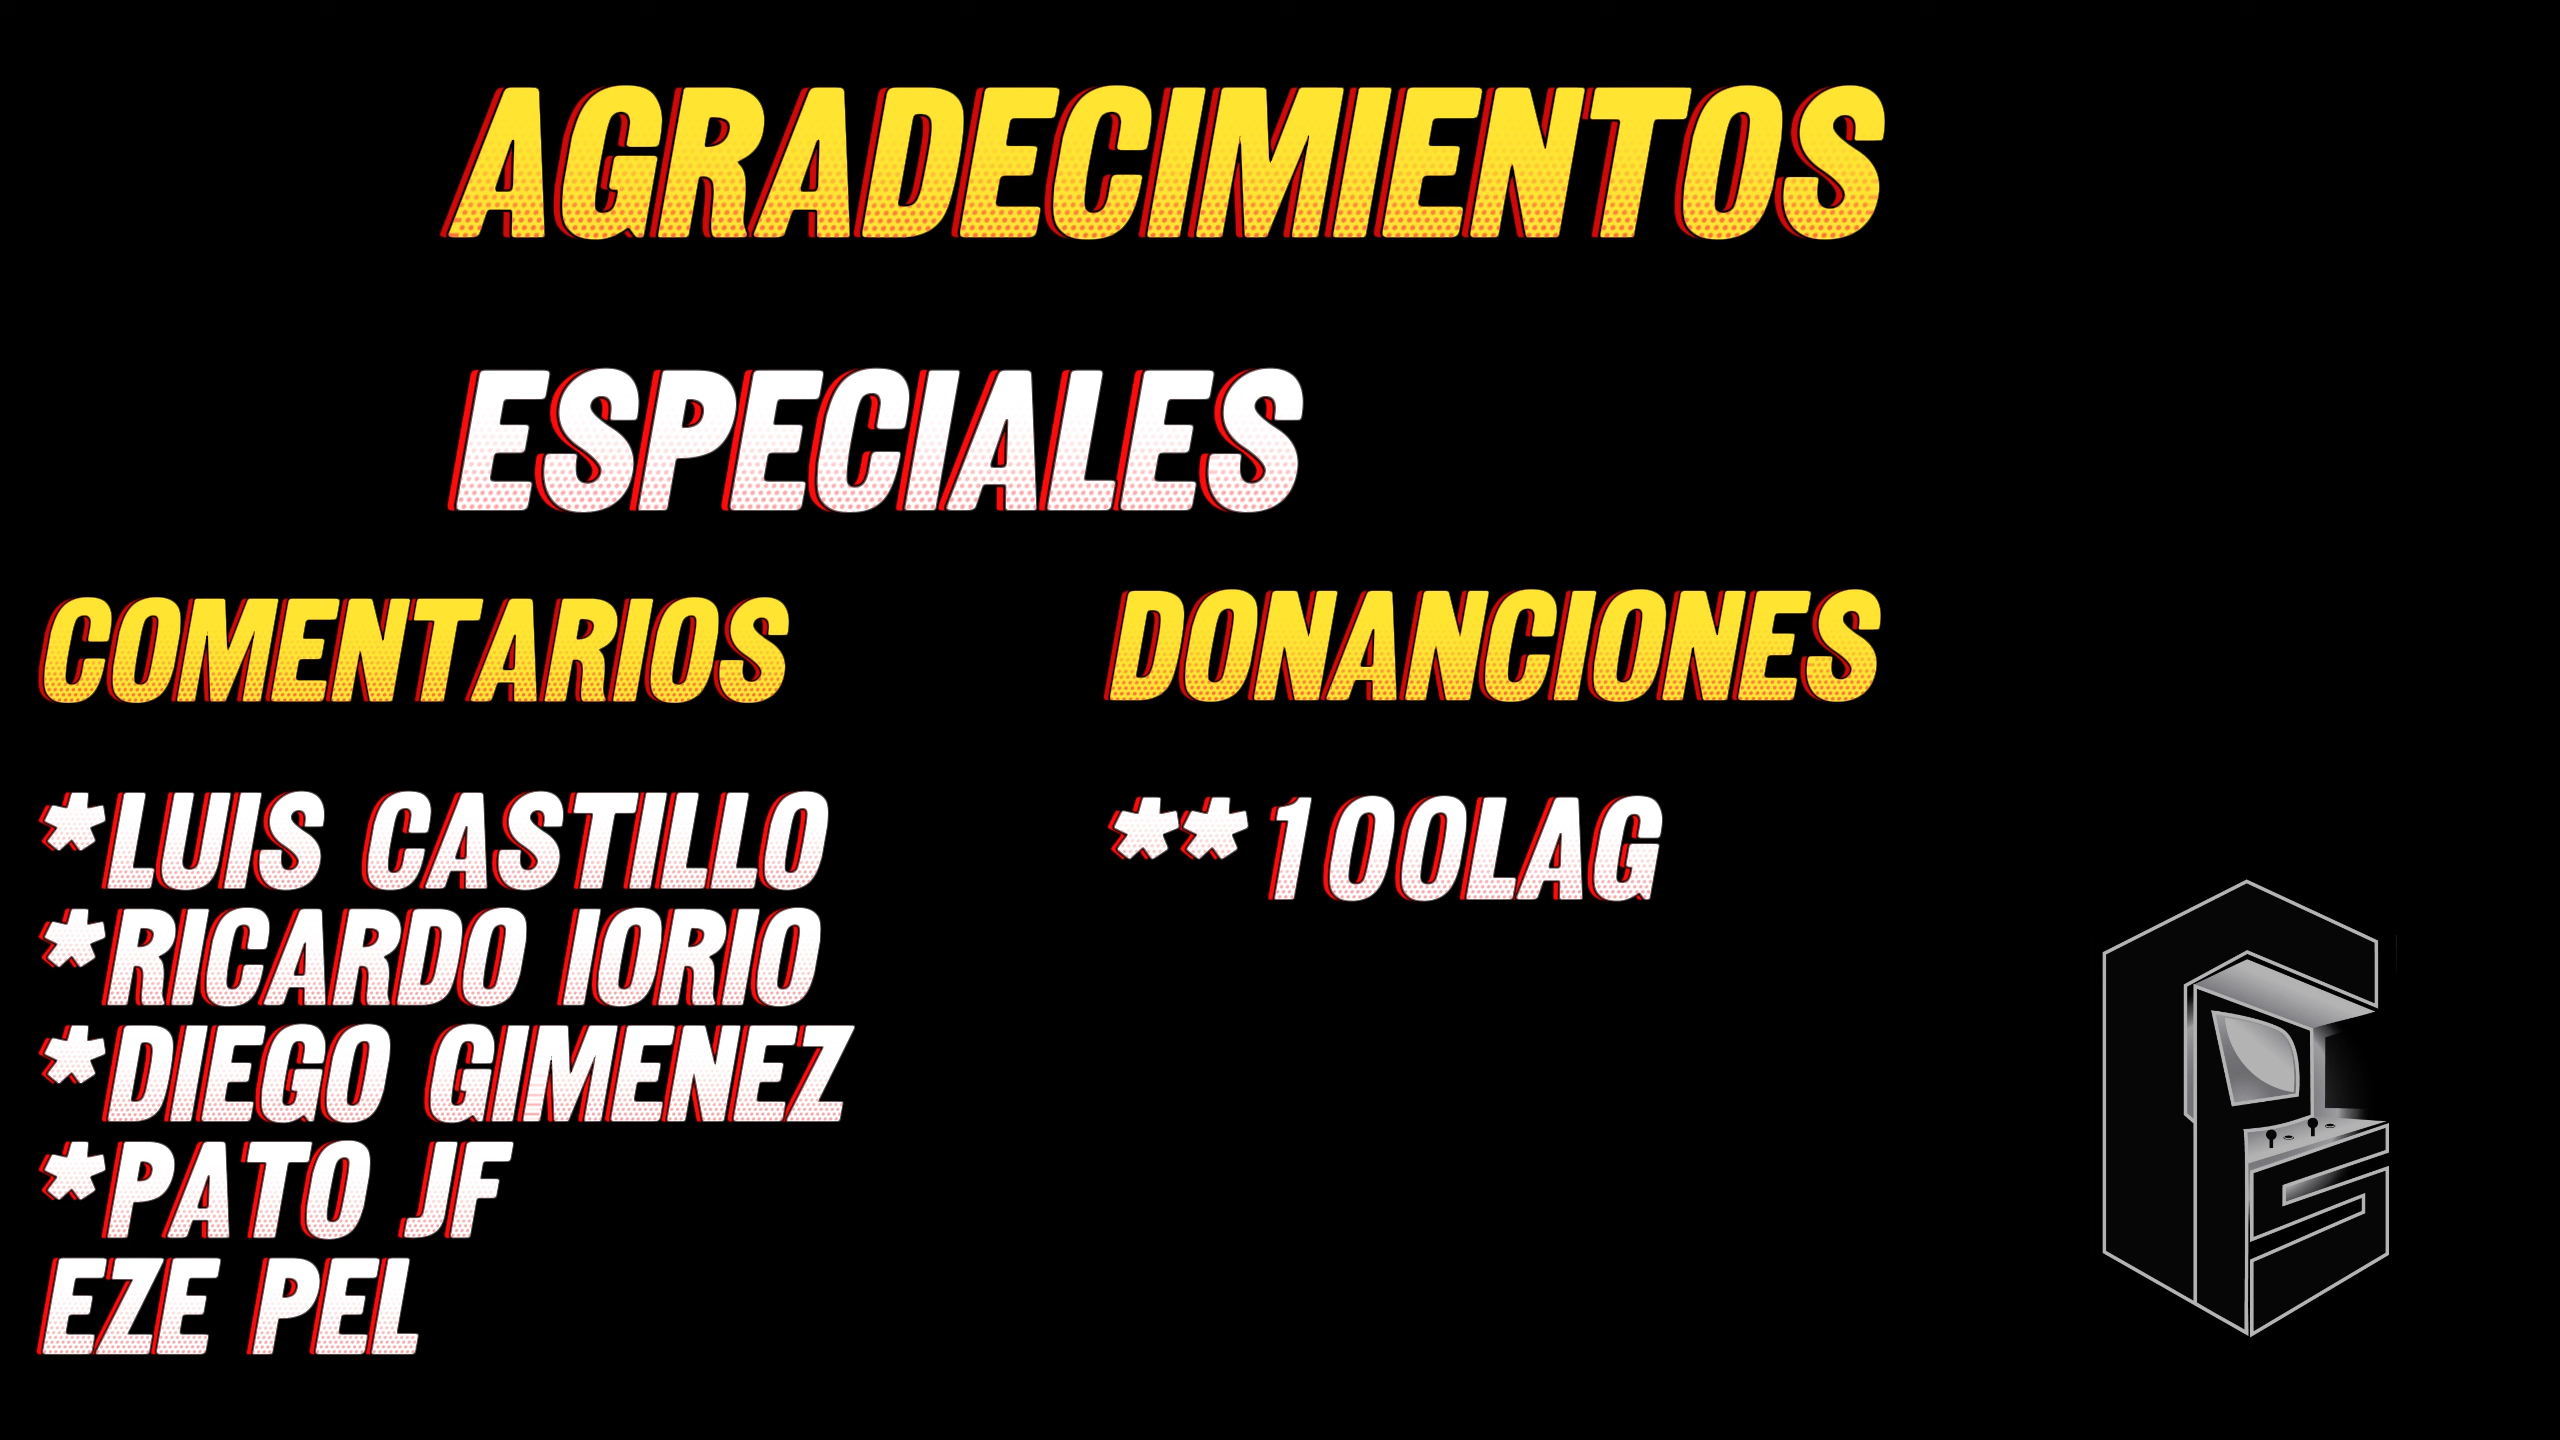 AGRADECIMIENTOS
ESPECIALES
COMENTARIOS
*LUIS CASTILLO
*RICARDO IORIO
*DIEGO GIMENEZ
*PATO JF
EZE PEL
DONANCIONES
**100LAG